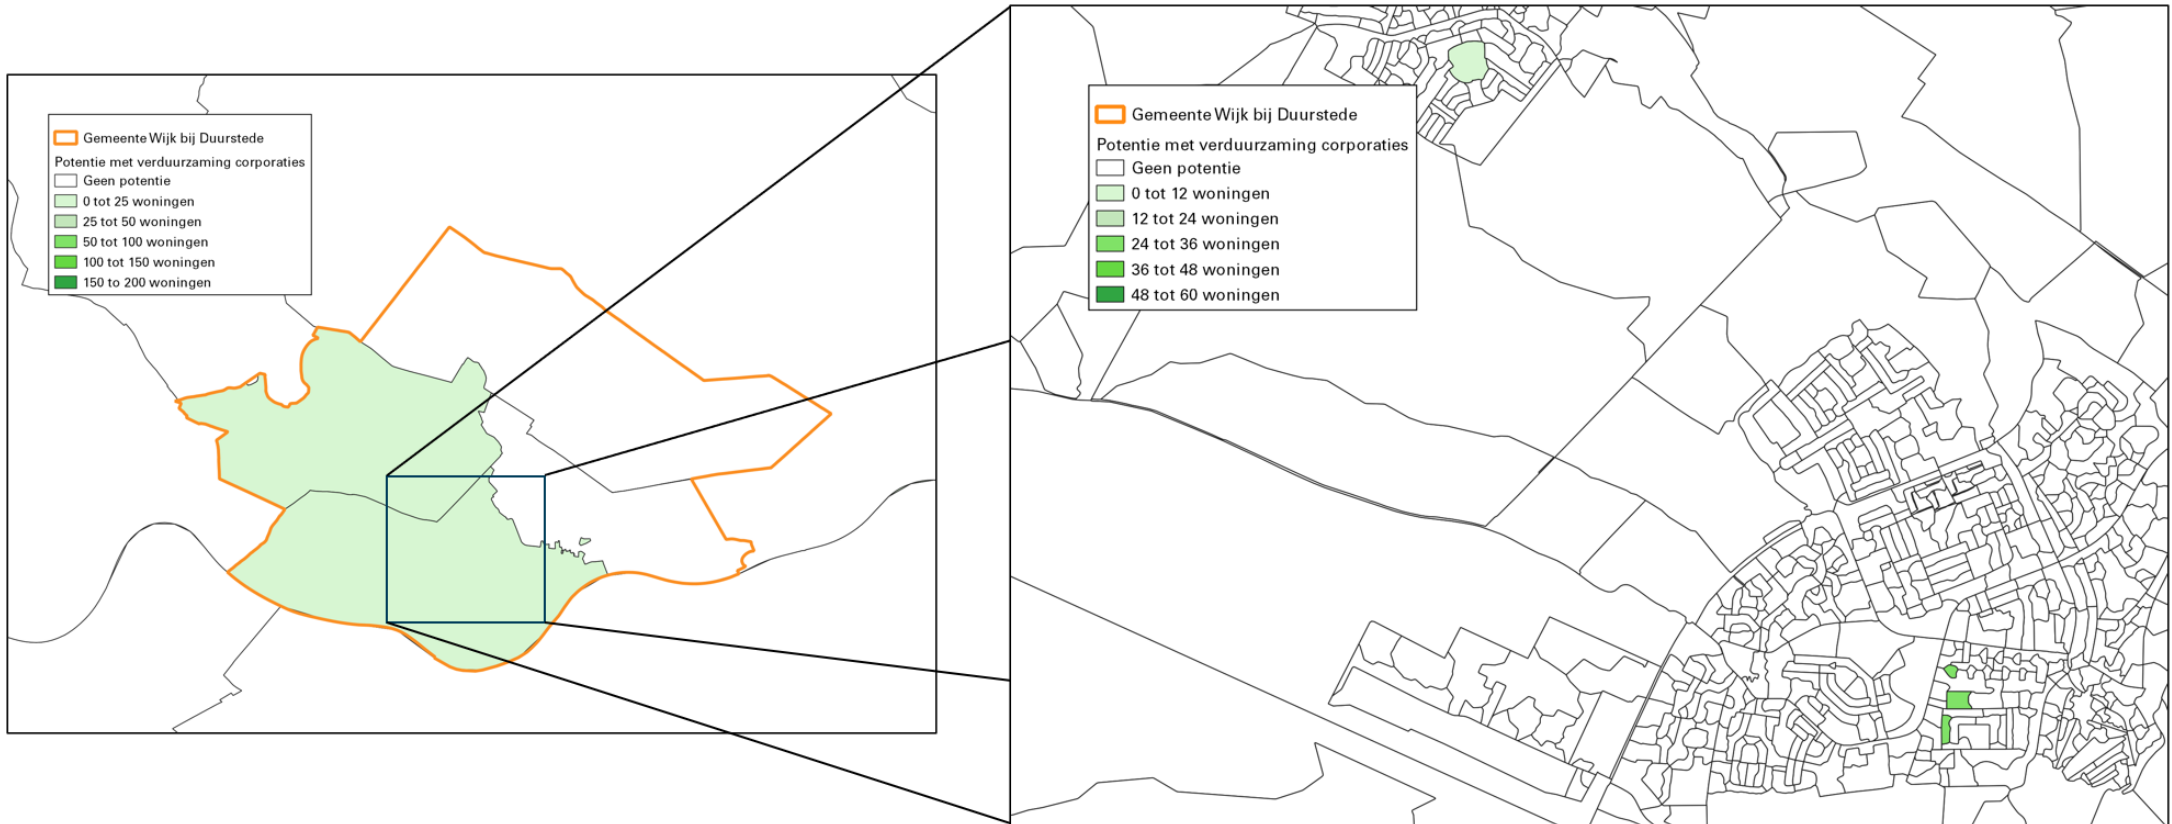 Gemeente Wijk bij Duurstede
Potentie met verduurzaming corporaties
Geen potentie
0 tot 25 woningen
25 tot 50 woningen
50 tot 100 woningen
100 tot 150 woningen
150 to 200 woningen
Gemeente Wijk bij Duurstede
Potentie met verduurzaming corporaties
Geen potentie
0 tot 12 woningen
12 tot 24 woningen
24 tot 36 woningen
36 tot 48 woningen
48 tot 60 woningen